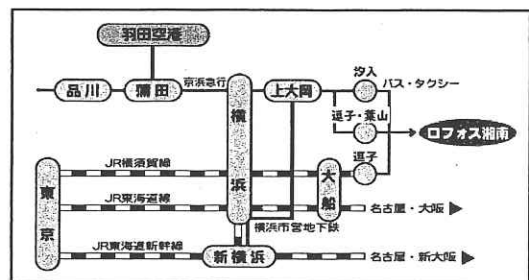 羽田空港
品川
蒲田
京浜急行
横浜
上大岡
汐入
バス・タクシー
逗子・葉山
ロフォス湘南
逗子
JR横須賀線
東京
大船
JR東海道線
名古屋・大阪
横浜市営地下鉄
JR東海道新幹線
新横浜
名古屋・新大阪